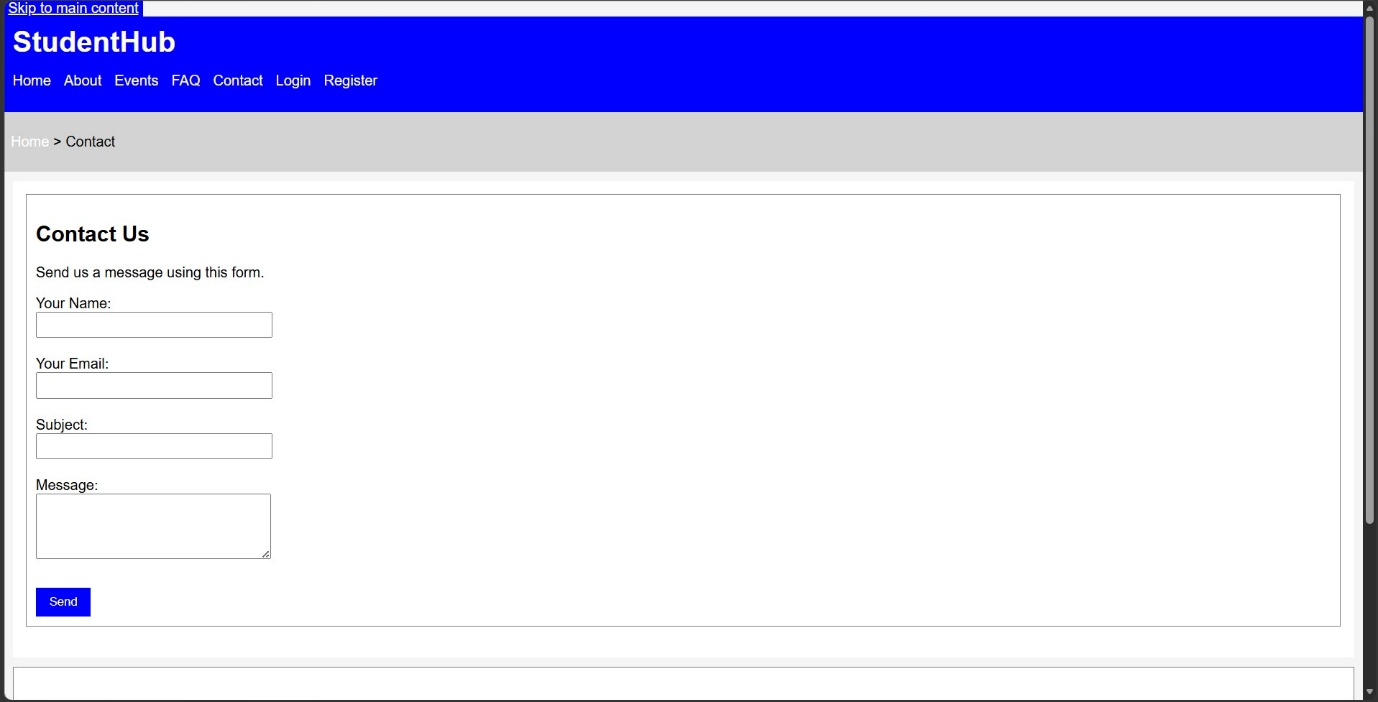 Skip to main content
StudentHub
Home About Events FAQ Contact Login Register
Home > Contact
Contact Us
Send us a message using this form.
Your Name:
Your Email:
Subject:
Message:
Send